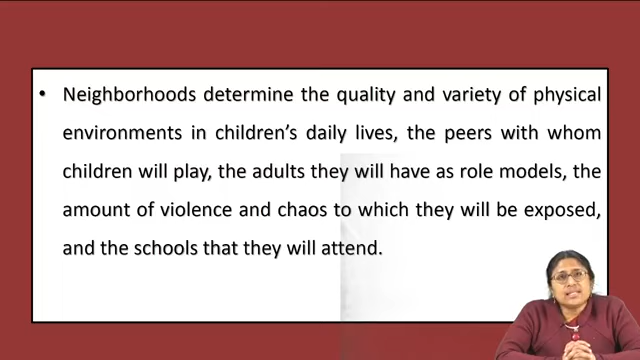 • Neighborhoods determine the quality and variety of physical
environments in children's daily lives, the peers with whom
children will play, the adults they will have as role models, the
amount of violence and chaos to which they will be exposed,
and the schools that they will attend.